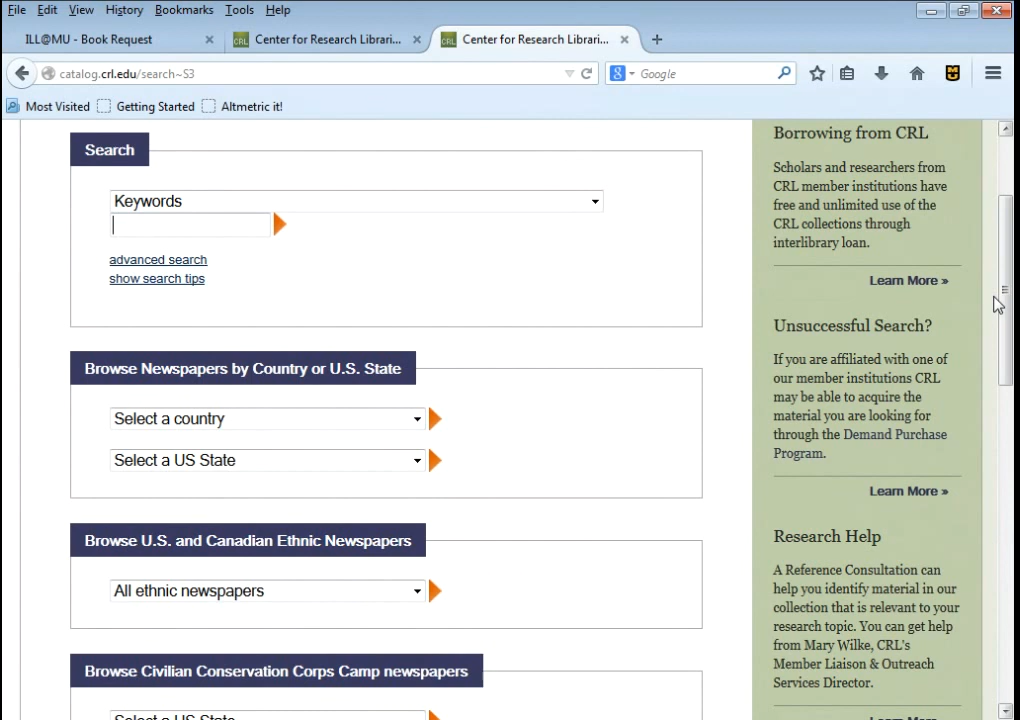 File Edit View History Bookmarks Tools Help
ILL@MU - Book Request
CRL Center for Research Librari...
CRL Center for Research Librari...
catalog.crl.edu/search~S3
Google
Most Visited Getting Started Altmetric it!
Search
Keywords
advanced search
show search tips
Browse Newspapers by Country or U.S. State
Select a country
Select a US State
Browse U.S. and Canadian Ethnic Newspapers
All ethnic newspapers
Browse Civilian Conservation Corps Camp newspapers
Select a US State
Borrowing from CRL
Scholars and researchers from
CRL member institutions have
free and unlimited use of the
CRL collections through
interlibrary loan.
Learn More »
Unsuccessful Search?
If you are affiliated with one of
our member institutions CRL
may be able to acquire the
material you are looking for
through the Demand Purchase
Program.
Learn More »
Research Help
A Reference Consultation can
help you identify material in our
collection that is relevant to your
research topic. You can get help
from Mary Wilke, CRL's
Member Liaison & Outreach
Services Director.
Learn More »